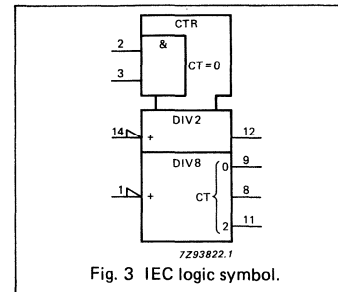 CTR
&
2
3
CT=0
DIV2
14
+
12
DIV8
0
9
1
+
CT
8
2
11
7Z93822.1
Fig. 3 IEC logic symbol.